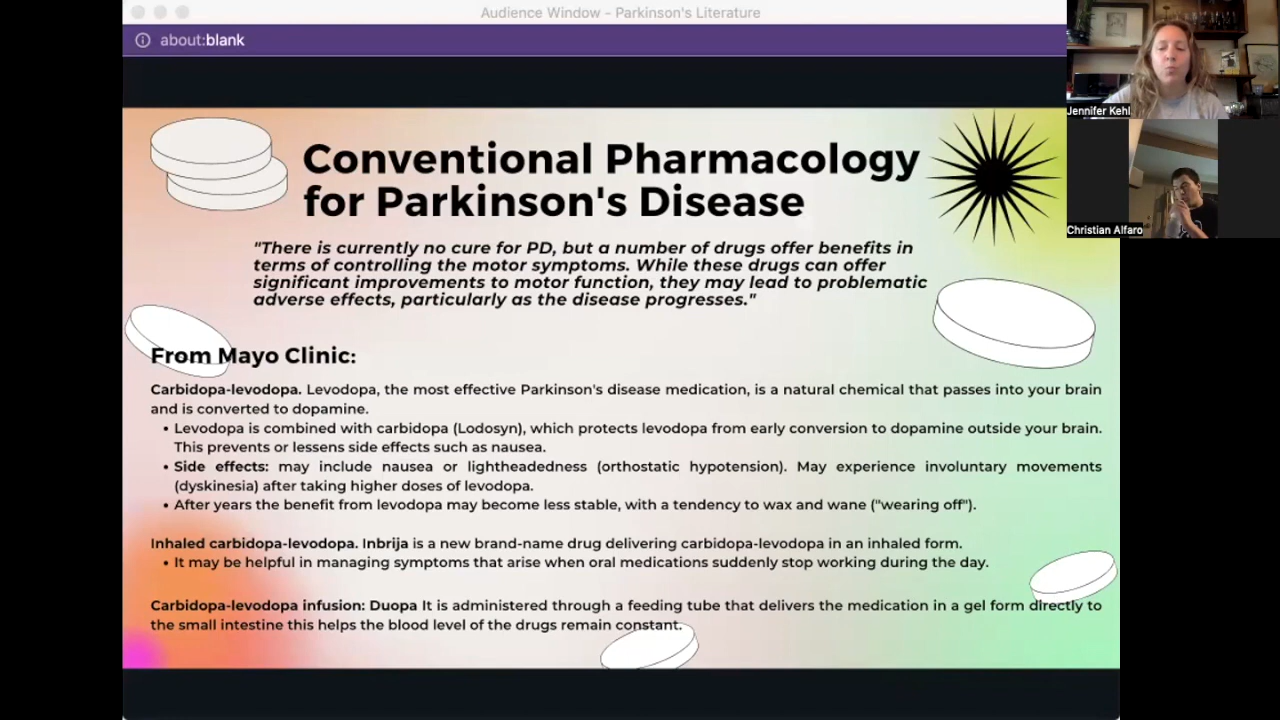 Audience Window - Parkinson's Literature
about:blank
Jennifer Kehl
Christian Alfaro
Conventional Pharmacology
for Parkinson's Disease
"There is currently no cure for PD, but a number of drugs offer benefits in
terms of controlling the motor symptoms. While these drugs can offer
significant improvements to motor function, they may lead to problematic
adverse effects, particularly as the disease progresses."
From Mayo Clinic:
Carbidopa-levodopa. Levodopa, the most effective Parkinson's disease medication, is a natural chemical that passes into your brain
and is converted to dopamine.
• Levodopa is combined with carbidopa (Lodosyn), which protects levodopa from early conversion to dopamine outside your brain.
This prevents or lessens side effects such as nausea.
• Side effects: may include nausea or lightheadedness (orthostatic hypotension). May experience involuntary movements
(dyskinesia) after taking higher doses of levodopa.
• After years the benefit from levodopa may become less stable, with a tendency to wax and wane ("wearing off").
Inhaled carbidopa-levodopa. Inbrija is a new brand-name drug delivering carbidopa-levodopa in an inhaled form.
• It may be helpful in managing symptoms that arise when oral medications suddenly stop working during the day.
Carbidopa-levodopa infusion: Duopa It is administered through a feeding tube that delivers the medication in a gel form directly to
the small intestine this helps the blood level of the drugs remain constant.